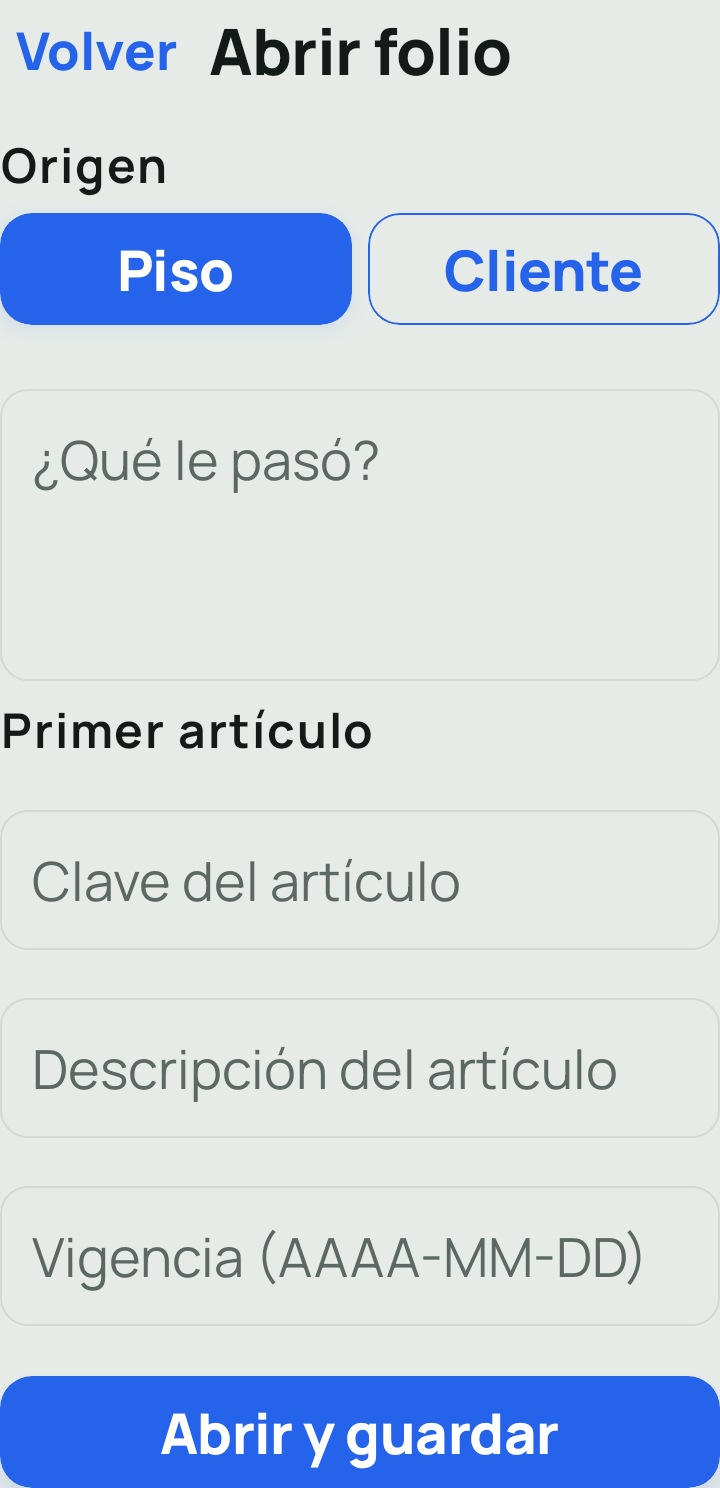 Volver Abrir folio
Origen
Piso Cliente
¿Qué le pasó?
Primer artículo
Clave del artículo
Descripción del artículo
Vigencia (AAAA-MM-DD)
Abrir y guardar